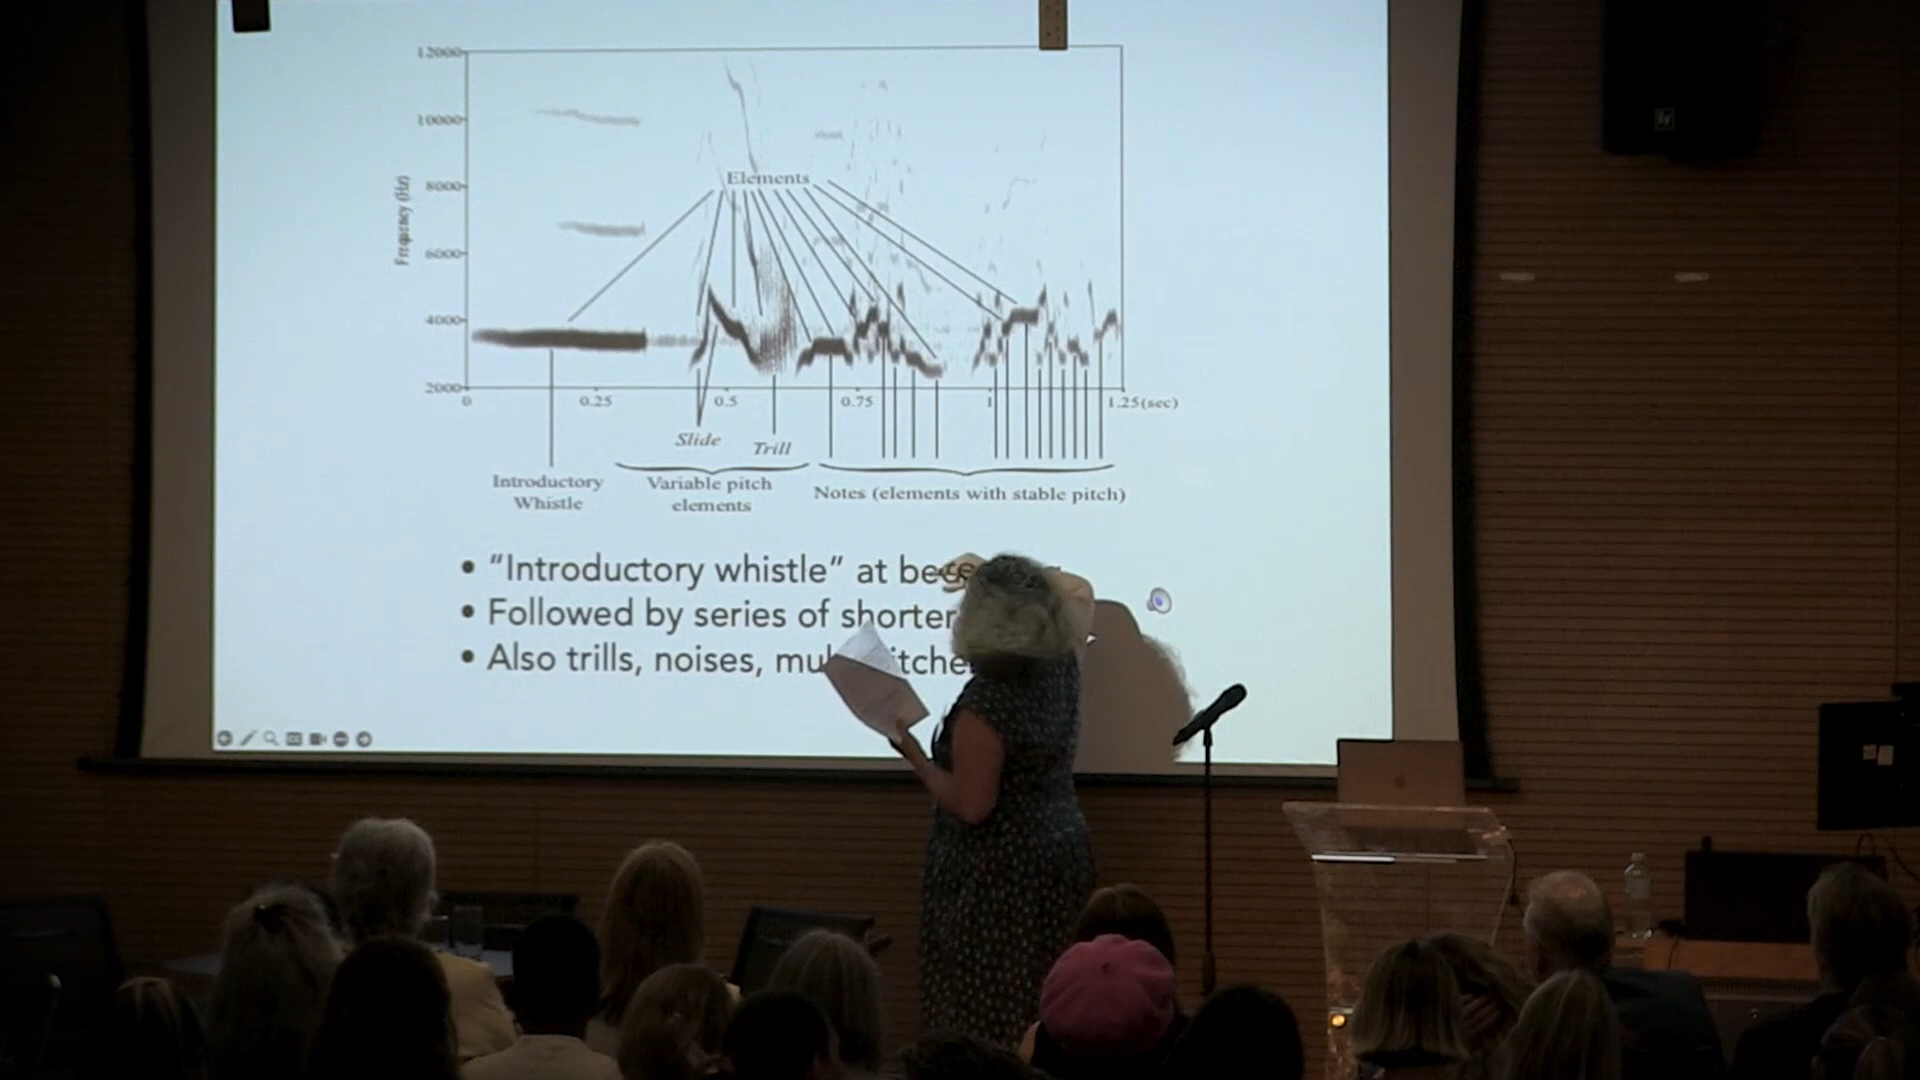 12000
10000
8000
6000
4000
2000
Frequency (Hz)
Elements
0 0.25 0.5 0.75 1 1.25(sec)
Slide
Trill
Introductory
Whistle
Variable pitch
elements
Notes (elements with stable pitch)
• “Introductory whistle” at
• Followed by series of shorter
• Also trills, noises,